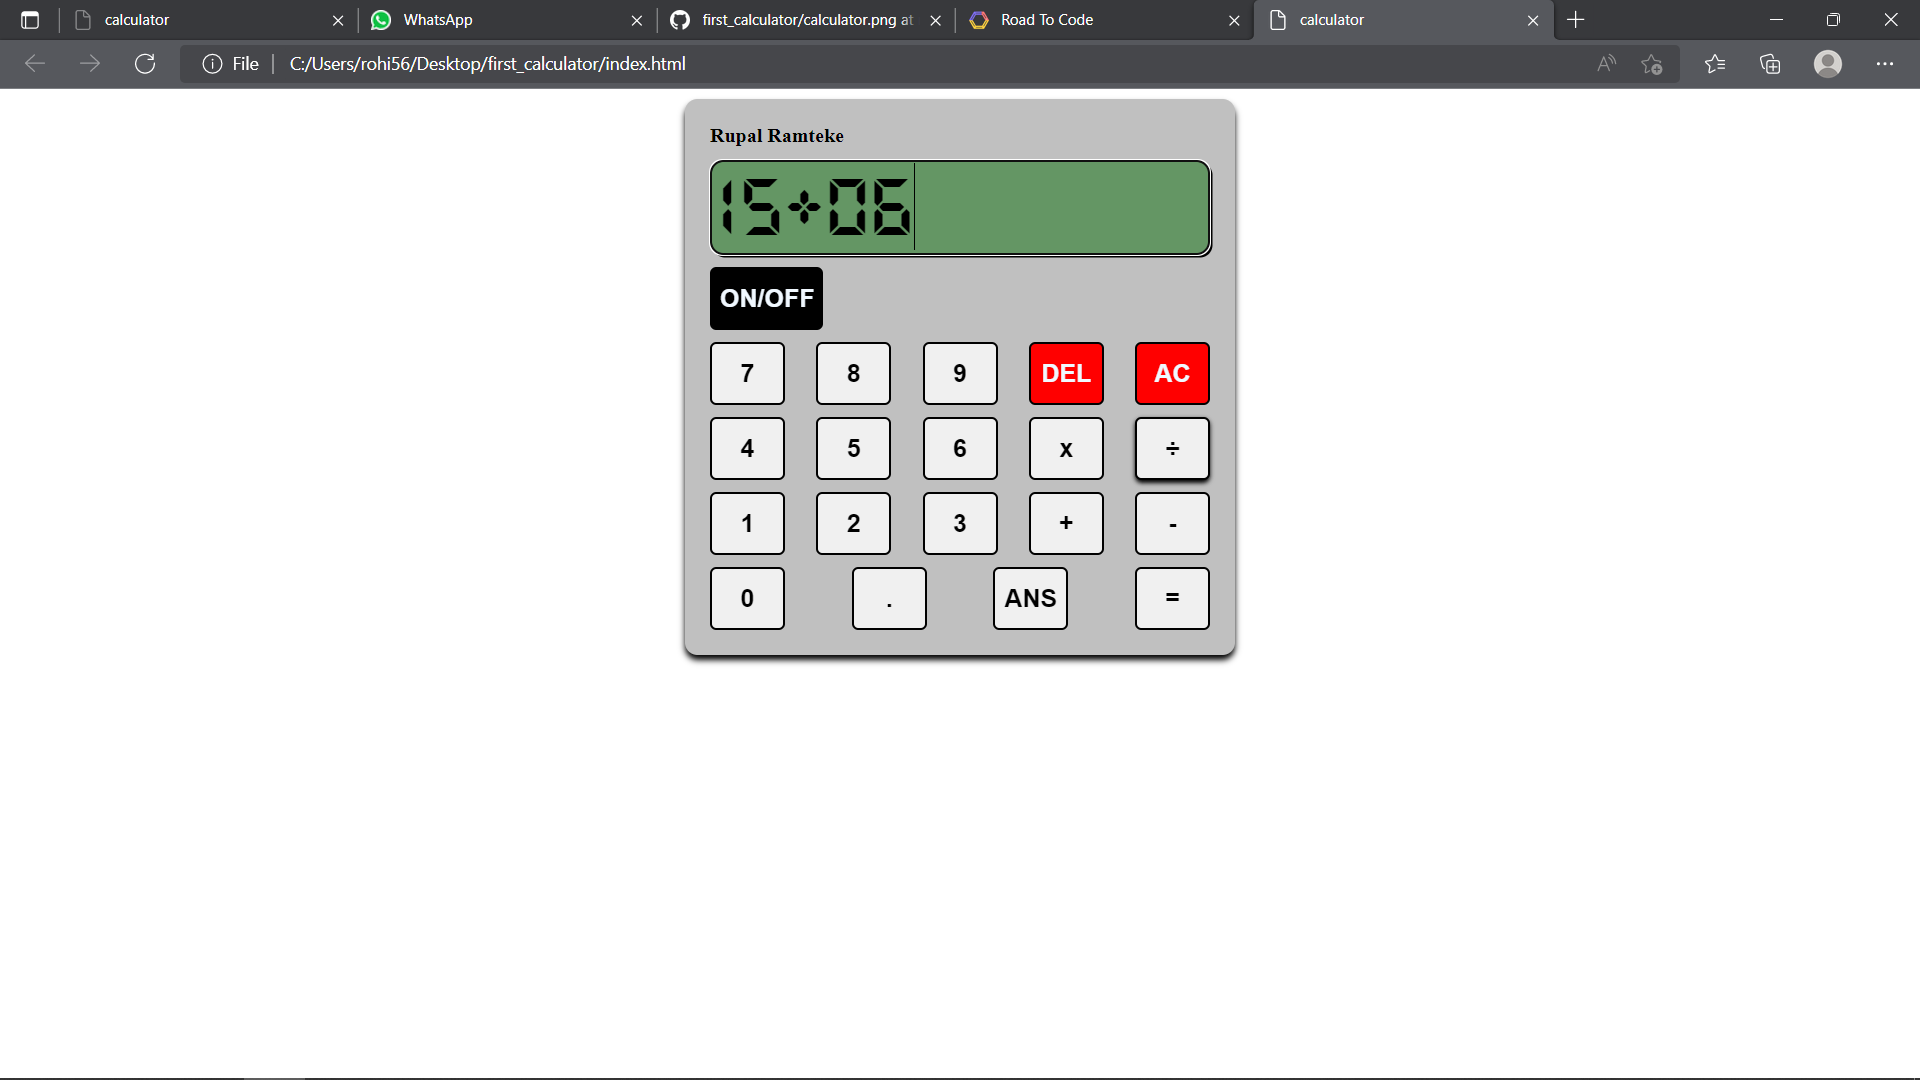 calculator
WhatsApp
first_calculator/calculator.png at
Road To Code
calculator
File
C:/Users/rohi56/Desktop/first_calculator/index.html
Rupal Ramteke
15+06
ON/OFF
7 8 9 DEL AC
4 5 6 x ÷
1 2 3 + -
0 . ANS =